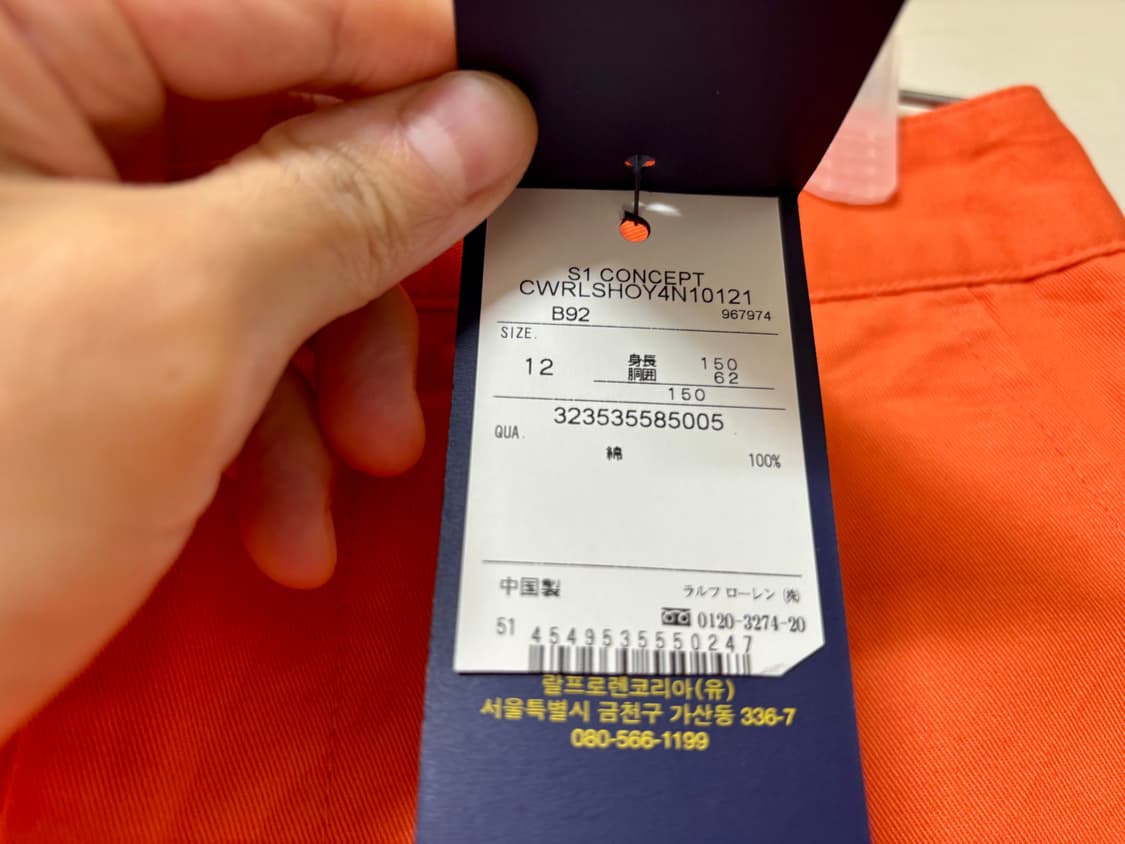 S1 CONCEPT
CWRLSHOY4N10121
B92 967974
SIZE.
12 身長 150
胴囲 62
150
323535585005
QUA.
綿 100%
中国製 ラルフ ローレン (株)
0120-3274-20
51 4549535550247
랄프로렌코리아(유)
서울특별시 금천구 가산동 336-7
080-566-1199